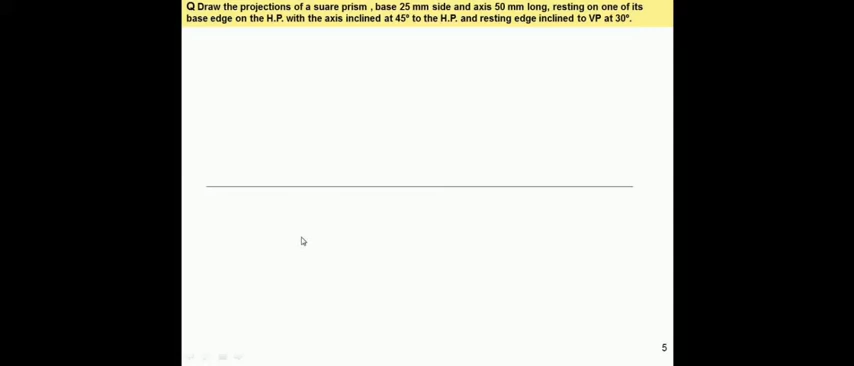 Q Draw the projections of a suare prism , base 25 mm side and axis 50 mm long, resting on one of its
base edge on the H.P. with the axis inclined at 45º to the H.P. and resting edge inclined to VP at 30º.
5